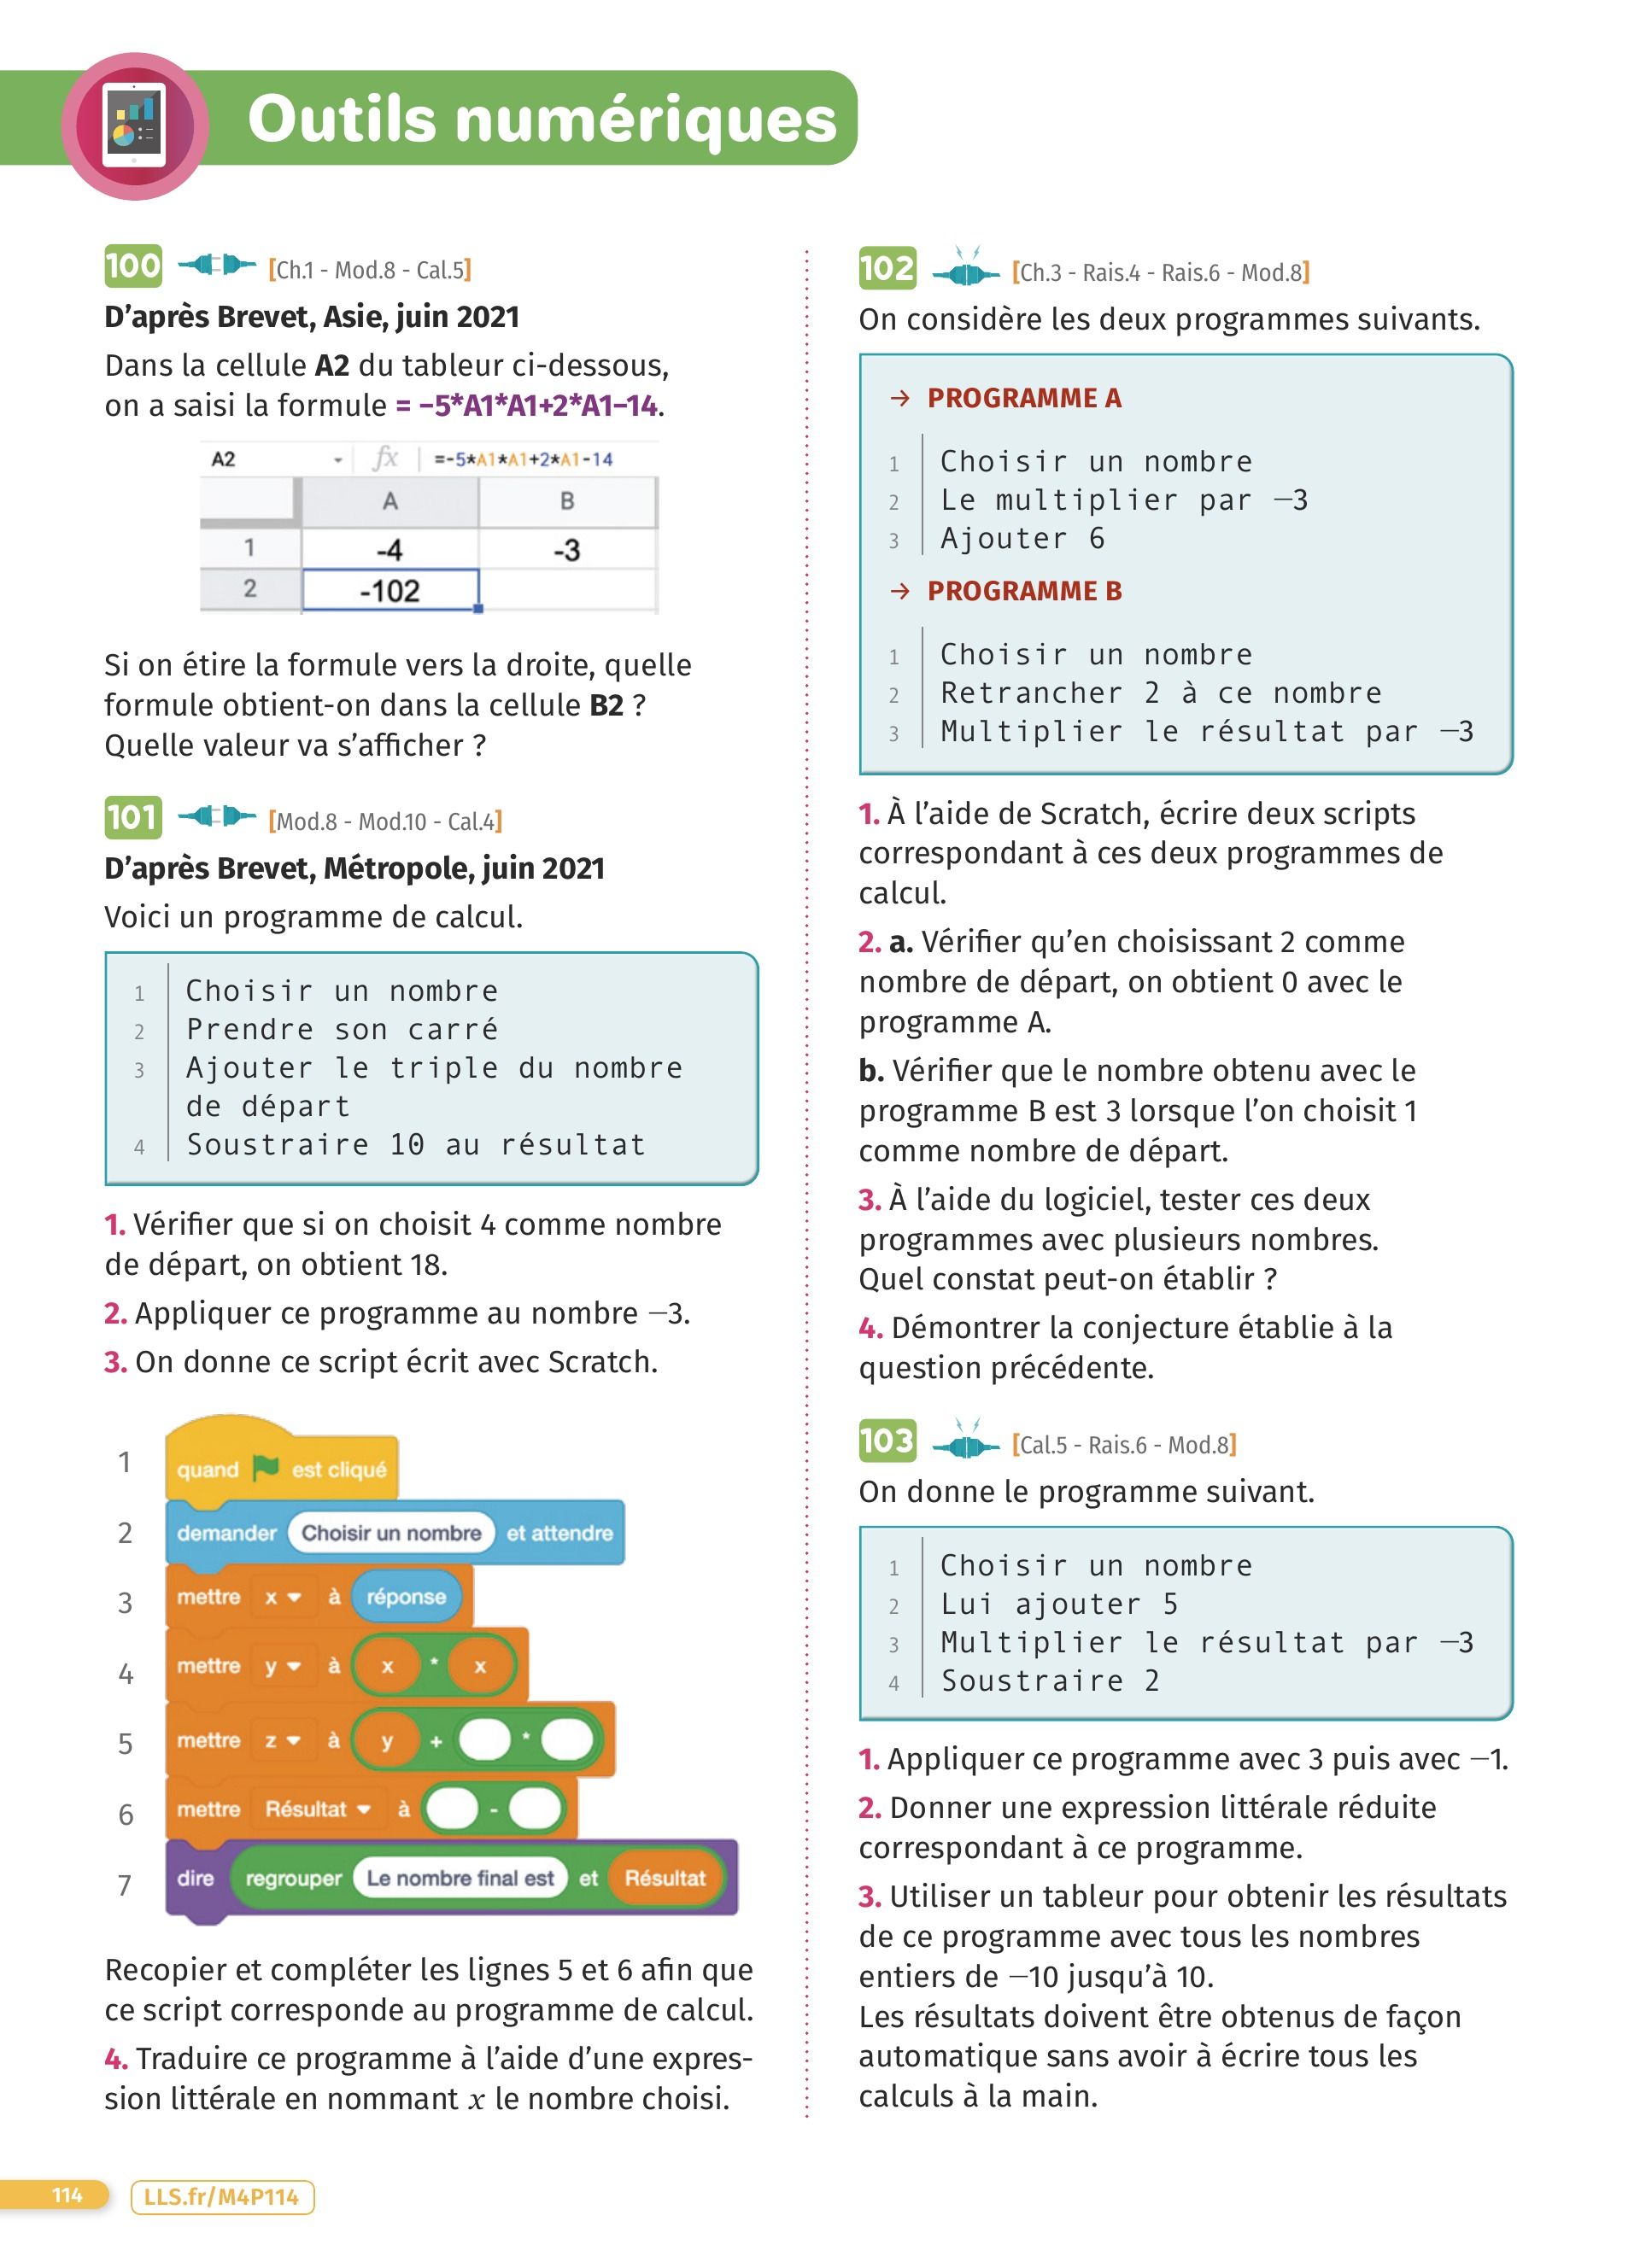 Outils numériques
100 [Ch.1 - Mod.8 - Cal.5]
D'après Brevet, Asie, juin 2021
Dans la cellule A2 du tableur ci-dessous,
on a saisi la formule = −5*A1*A1+2*A1−14.
A2 fx =-5*A1*A1+2*A1-14
A B
1 -4 -3
2 -102
Si on étire la formule vers la droite, quelle
formule obtient-on dans la cellule B2 ?
Quelle valeur va s'afficher ?
101 [Mod.8 - Mod.10 - Cal.4]
D'après Brevet, Métropole, juin 2021
Voici un programme de calcul.
1 Choisir un nombre
2 Prendre son carré
3 Ajouter le triple du nombre
de départ
4 Soustraire 10 au résultat
1. Vérifier que si on choisit 4 comme nombre
de départ, on obtient 18.
2. Appliquer ce programme au nombre −3.
3. On donne ce script écrit avec Scratch.
1 quand est cliqué
2 demander Choisir un nombre et attendre
3 mettre x à réponse
4 mettre y à x * x
5 mettre z à y + *
6 mettre Résultat à -
7 dire regrouper Le nombre final est et Résultat
Recopier et compléter les lignes 5 et 6 afin que
ce script corresponde au programme de calcul.
4. Traduire ce programme à l'aide d'une expres-
sion littérale en nommant x le nombre choisi.
102 [Ch.3 - Rais.4 - Rais.6 - Mod.8]
On considère les deux programmes suivants.
→ PROGRAMME A
1 Choisir un nombre
2 Le multiplier par −3
3 Ajouter 6
→ PROGRAMME B
1 Choisir un nombre
2 Retrancher 2 à ce nombre
3 Multiplier le résultat par −3
1. À l'aide de Scratch, écrire deux scripts
correspondant à ces deux programmes de
calcul.
2. a. Vérifier qu'en choisissant 2 comme
nombre de départ, on obtient 0 avec le
programme A.
b. Vérifier que le nombre obtenu avec le
programme B est 3 lorsque l'on choisit 1
comme nombre de départ.
3. À l'aide du logiciel, tester ces deux
programmes avec plusieurs nombres.
Quel constat peut-on établir ?
4. Démontrer la conjecture établie à la
question précédente.
103 [Cal.5 - Rais.6 - Mod.8]
On donne le programme suivant.
1 Choisir un nombre
2 Lui ajouter 5
3 Multiplier le résultat par −3
4 Soustraire 2
1. Appliquer ce programme avec 3 puis avec −1.
2. Donner une expression littérale réduite
correspondant à ce programme.
3. Utiliser un tableur pour obtenir les résultats
de ce programme avec tous les nombres
entiers de −10 jusqu'à 10.
Les résultats doivent être obtenus de façon
automatique sans avoir à écrire tous les
calculs à la main.
114 LLS.fr/M4P114